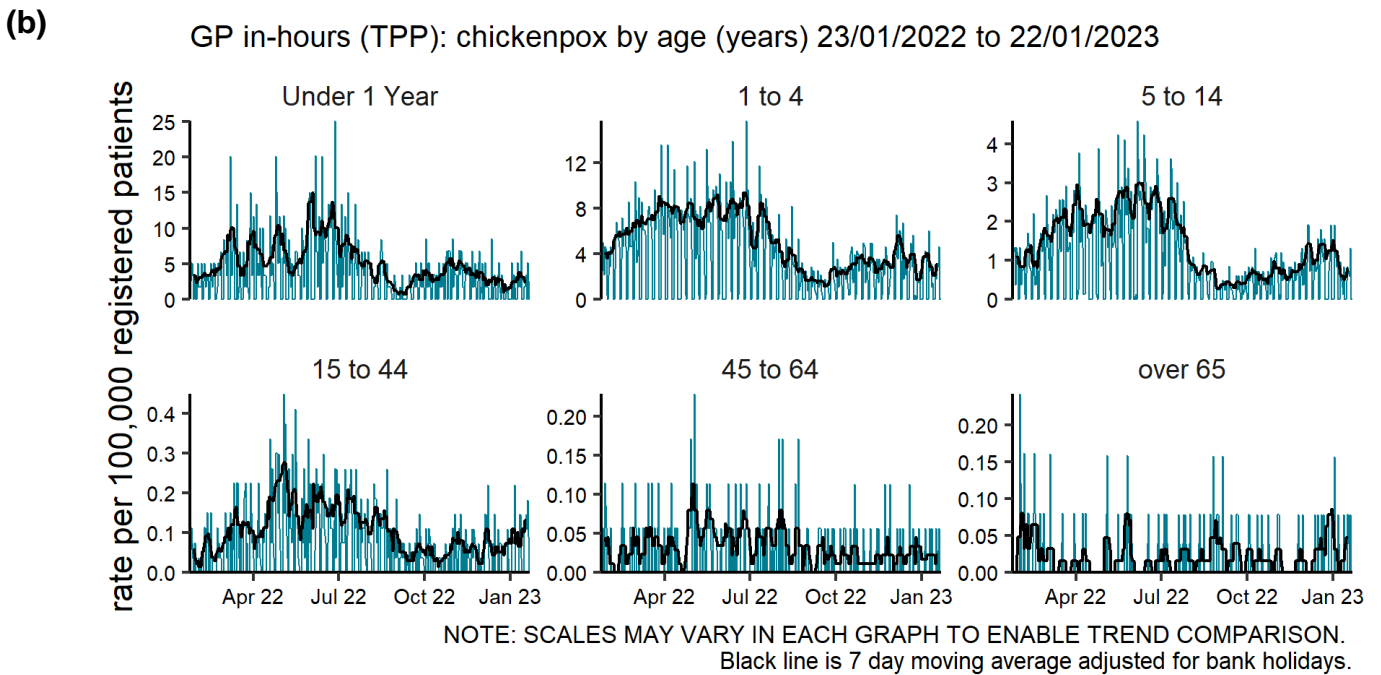 (b)
GP in-hours (TPP): chickenpox by age (years) 23/01/2022 to 22/01/2023
rate per 100,000 registered patients
Under 1 Year
25
20
15
10
5
0
1 to 4
12
8
4
0
5 to 14
4
3
2
1
0
15 to 44
0.4
0.3
0.2
0.1
0.0
Apr 22 Jul 22 Oct 22 Jan 23
45 to 64
0.20
0.15
0.10
0.05
0.00
Apr 22 Jul 22 Oct 22 Jan 23
over 65
0.20
0.15
0.10
0.05
0.00
Apr 22 Jul 22 Oct 22 Jan 23
NOTE: SCALES MAY VARY IN EACH GRAPH TO ENABLE TREND COMPARISON.
Black line is 7 day moving average adjusted for bank holidays.